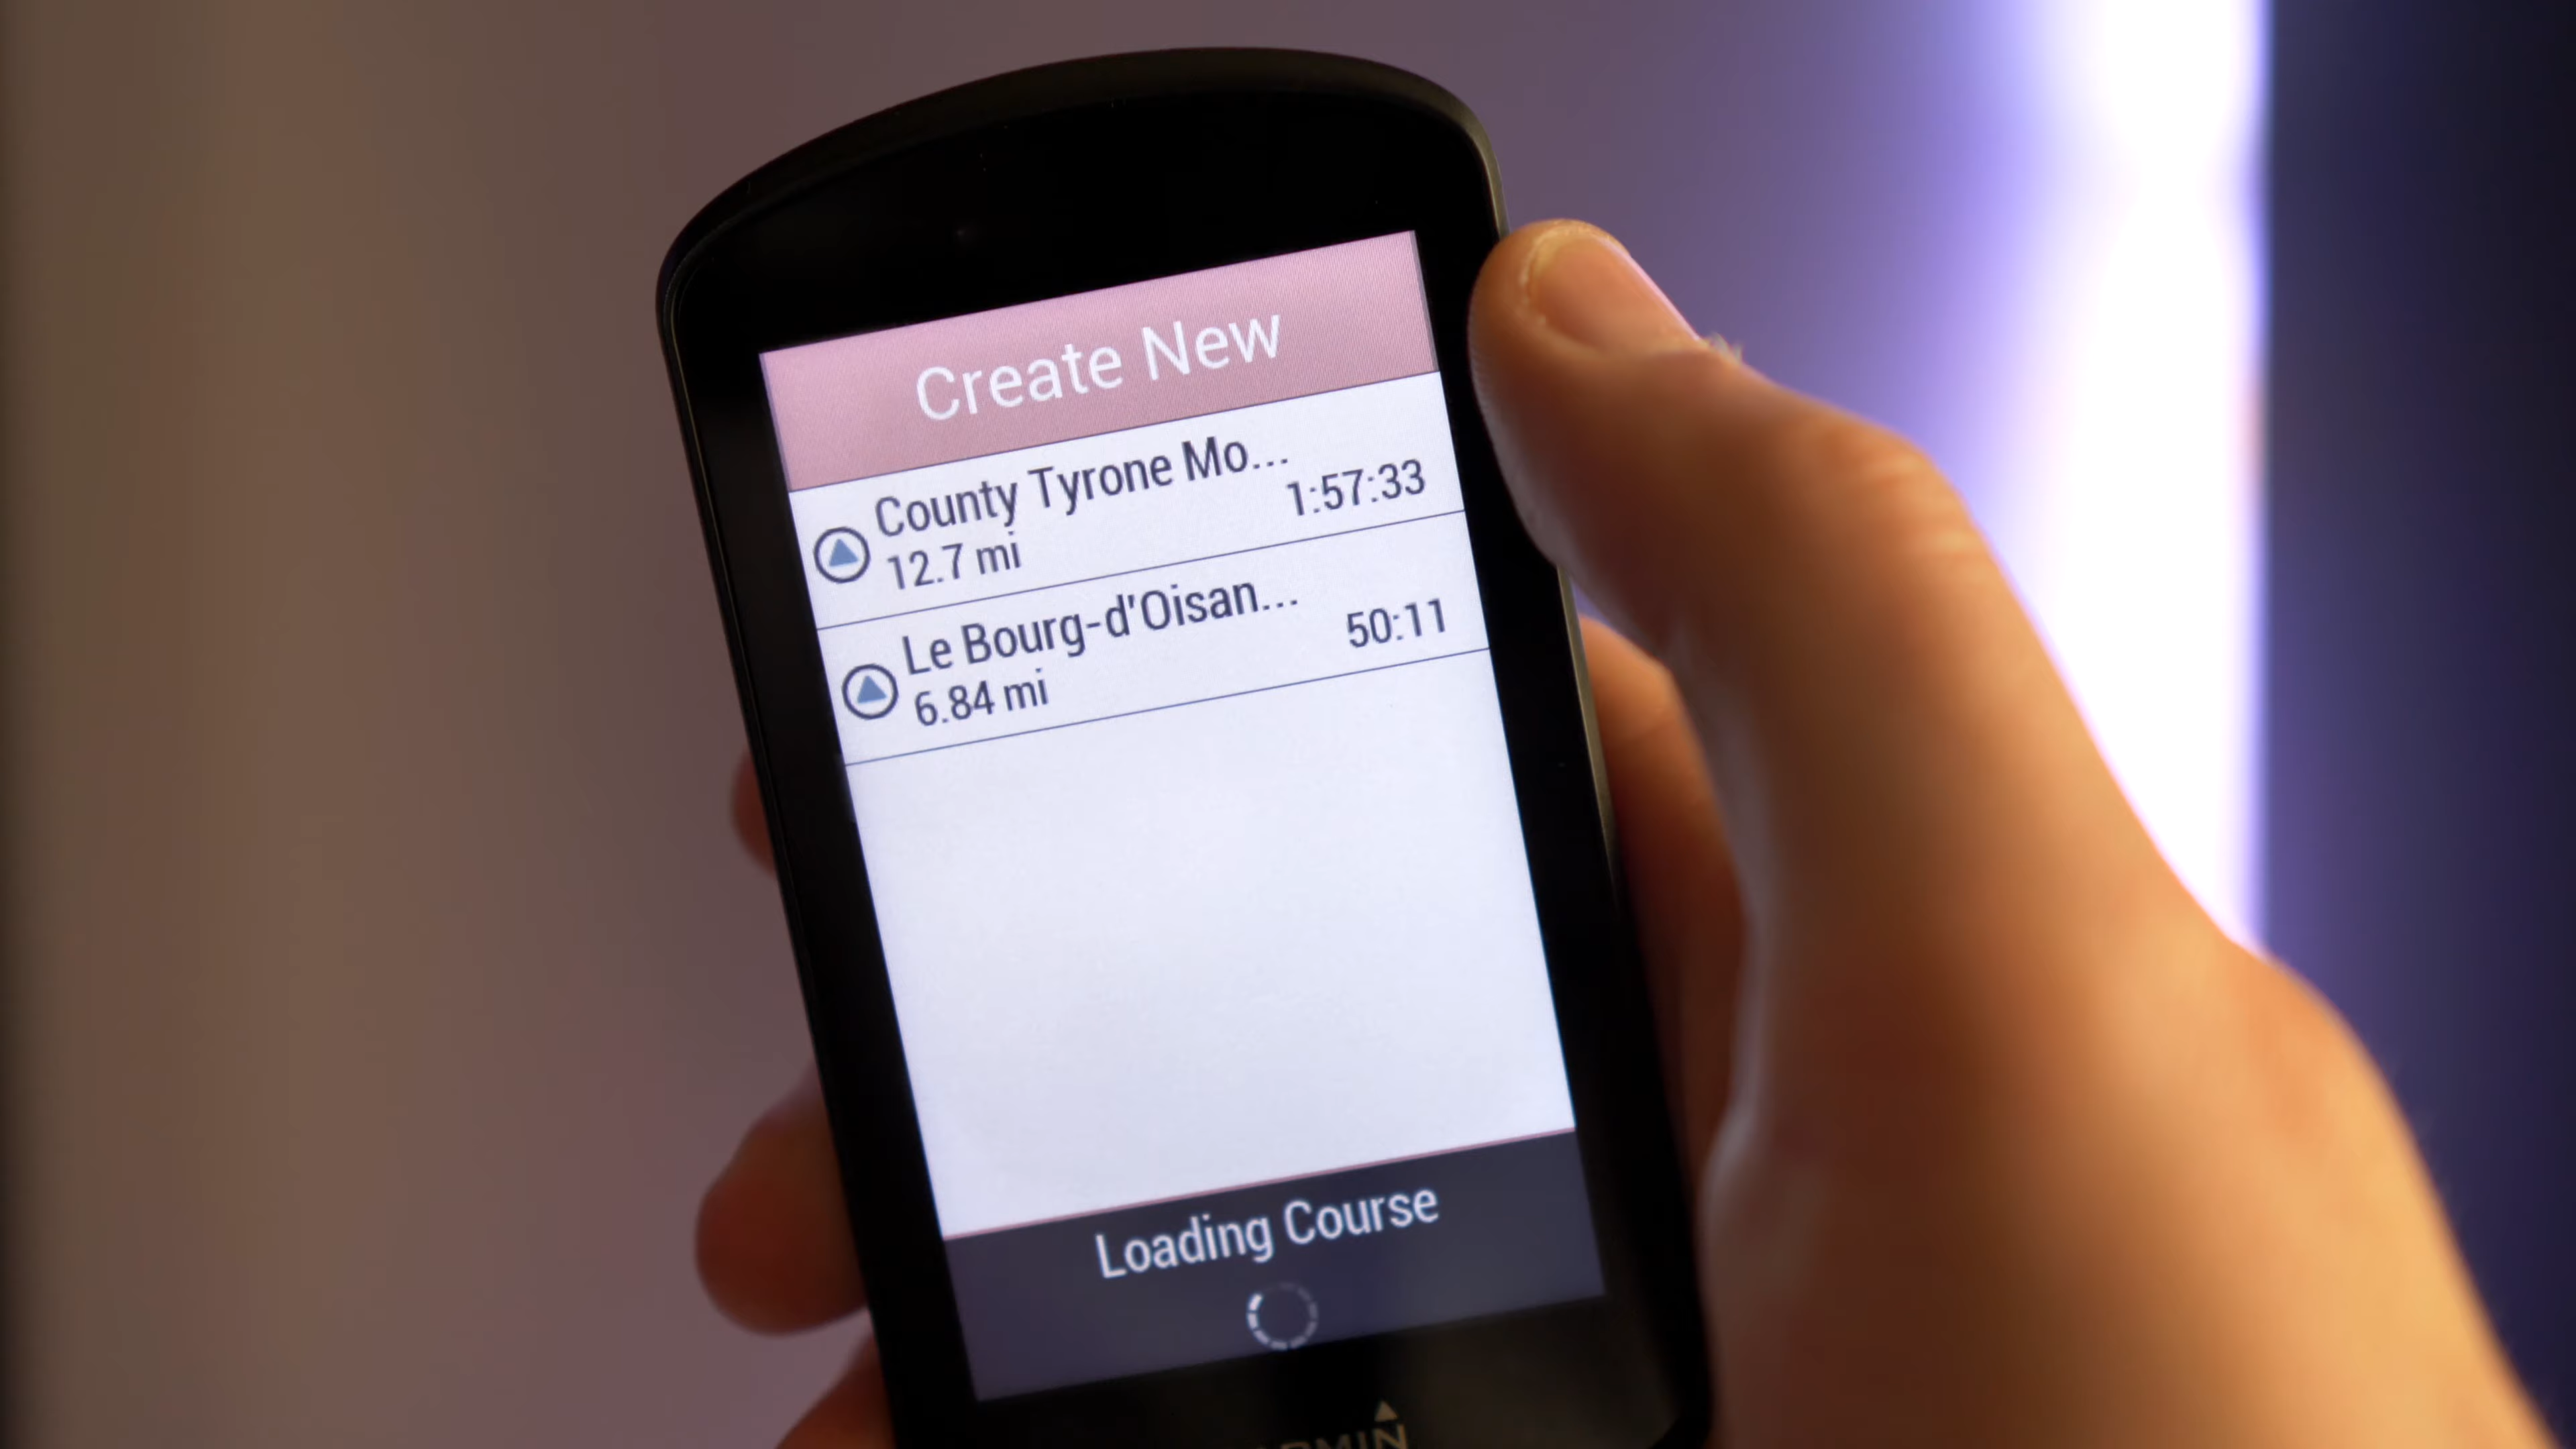 Create New
County Tyrone Mo...
1:57:33
12.7 mi
Le Bourg-d'Oisan...
50:11
6.84 mi
Loading Course